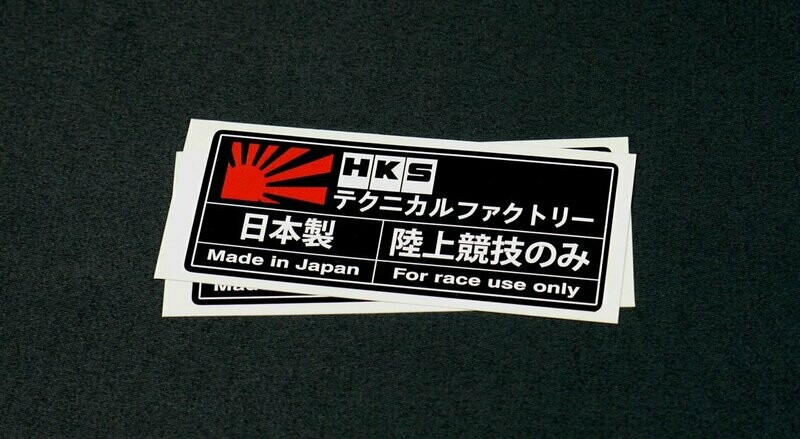 HKS
テクニカルファクトリー
日本製
陸上競技のみ
Made in Japan
For race use only
Mad